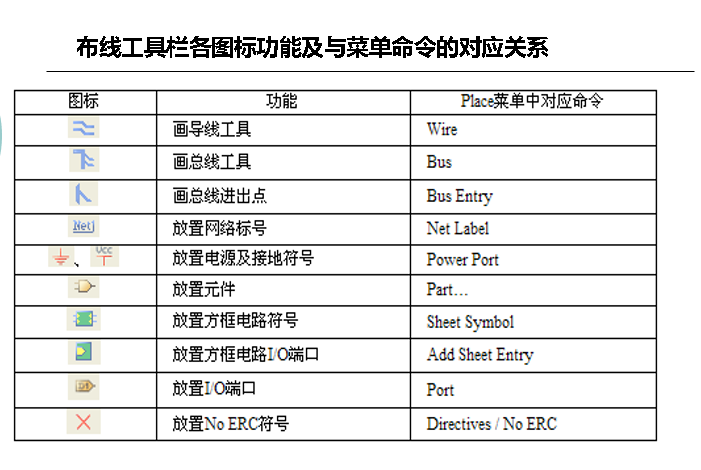 布线工具栏各图标功能及与菜单命令的对应关系
图标 功能 Place菜单中对应命令
画导线工具 Wire
画总线工具 Bus
画总线进出点 Bus Entry
Net 放置网络标号 Net Label
、 Vcc 放置电源及接地符号 Power Port
放置元件 Part…
放置方框电路符号 Sheet Symbol
放置方框电路I/O端口 Add Sheet Entry
放置I/O端口 Port
放置No ERC符号 Directives / No ERC